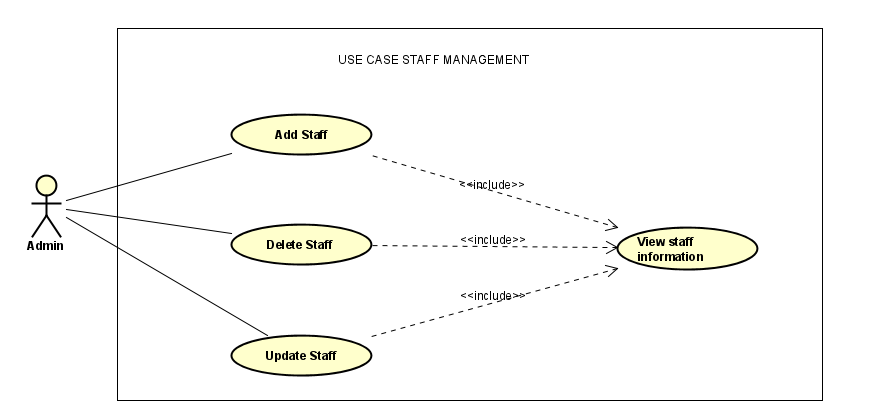 USE CASE STAFF MANAGEMENT
Add Staff
<<include>>
Admin
Delete Staff
<<include>>
View staff
information
<<include>>
Update Staff